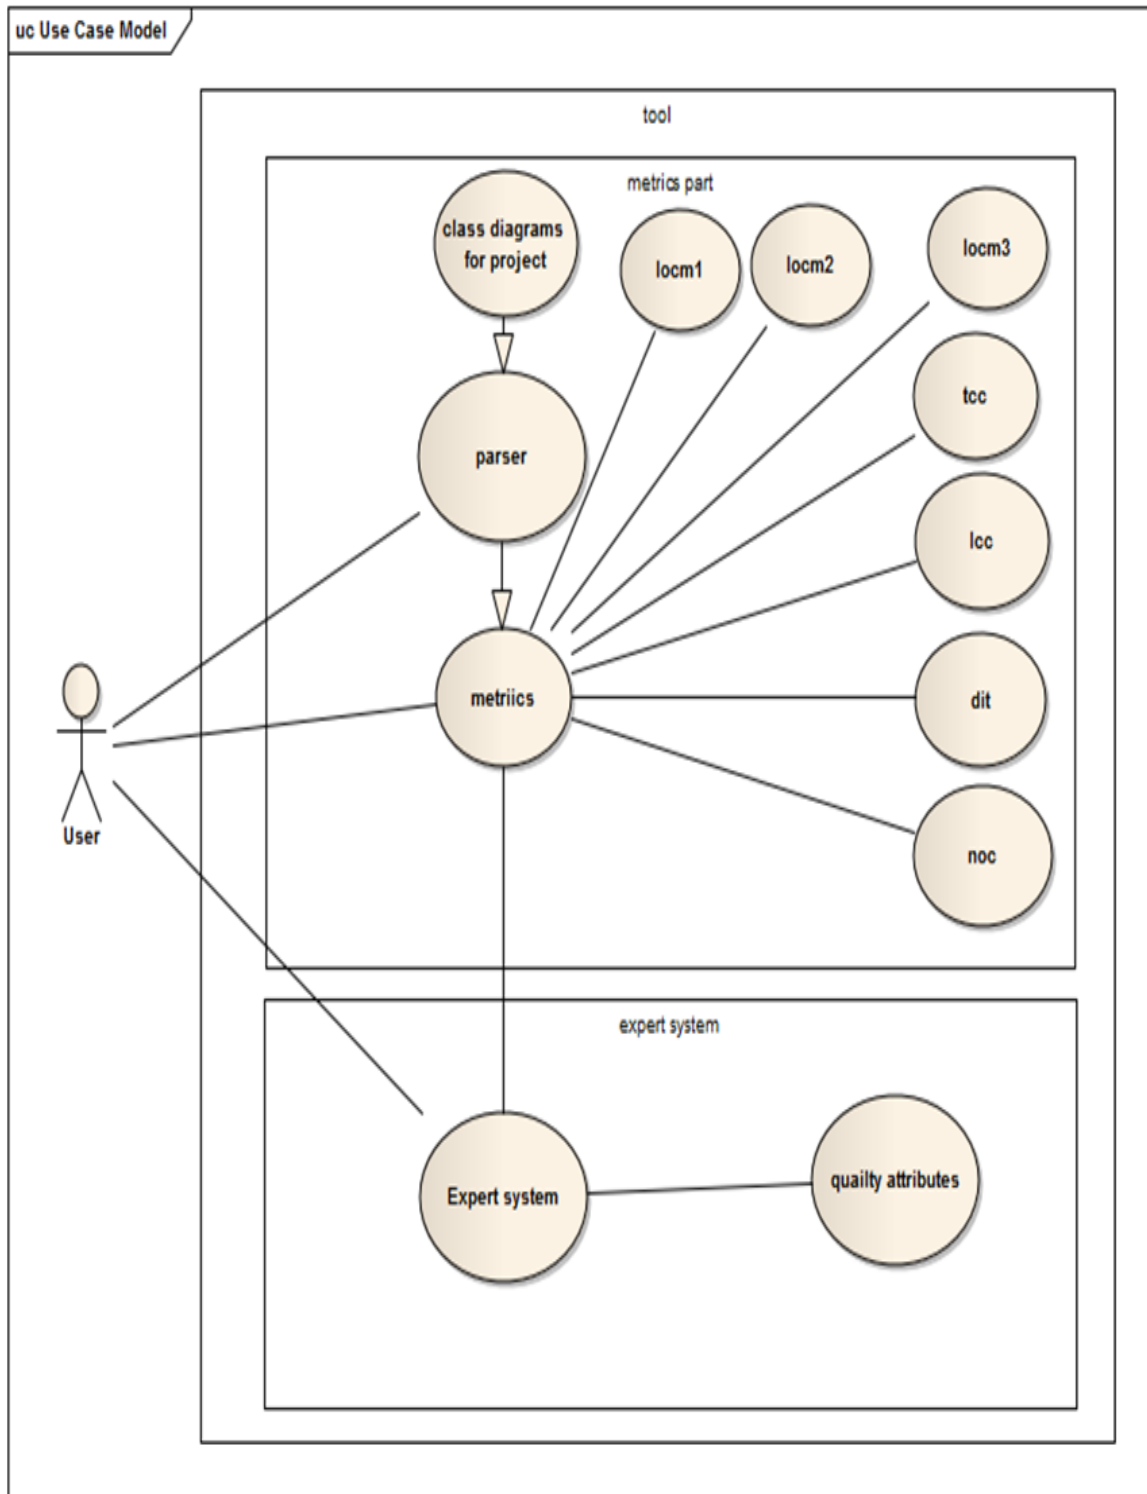 uc Use Case Model
tool
metrics part
class diagrams
for project
locm1
locm2
locm3
tcc
parser
lcc
metriics
dit
User
noc
expert system
Expert system
quailty attributes